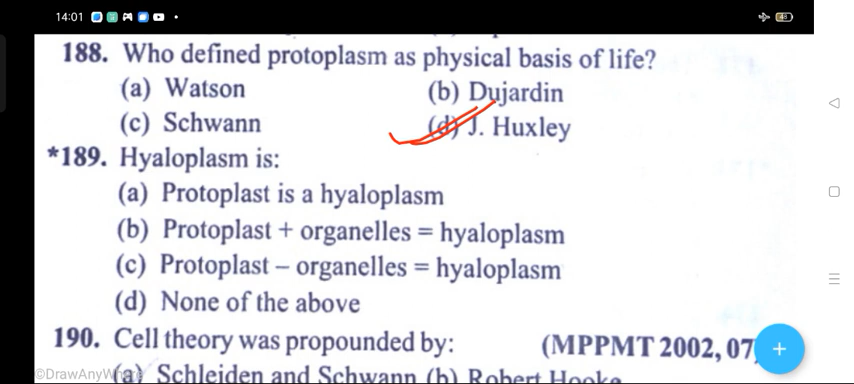 14:01
48
188. Who defined protoplasm as physical basis of life?
(a) Watson (b) Dujardin
(c) Schwann (d) J. Huxley
*189. Hyaloplasm is:
(a) Protoplast is a hyaloplasm
(b) Protoplast + organelles = hyaloplasm
(c) Protoplast – organelles = hyaloplasm
(d) None of the above
190. Cell theory was propounded by: (MPPMT 2002, 07
(a) Schleiden and Schwann (b) Robert Hooke
©DrawAnyWhere